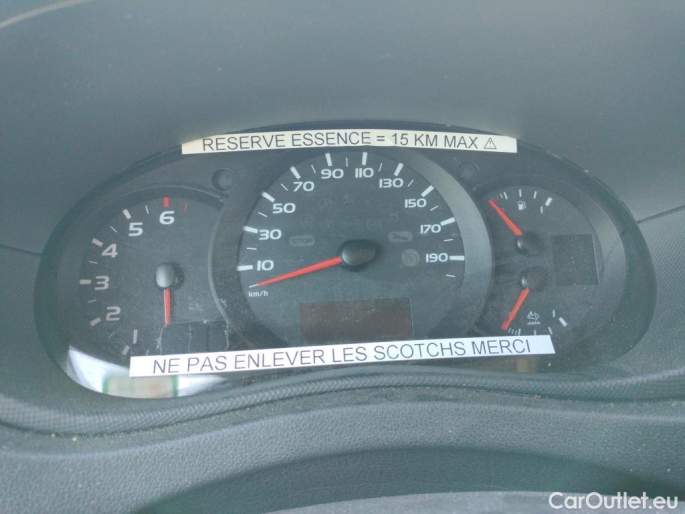 RESERVE ESSENCE = 15 KM MAX ⚠
1 2 3 4 5 6
10 30 50 70 90 110 130 150 170 190
km/h
NE PAS ENLEVER LES SCOTCHS MERCI
CarOutlet.eu